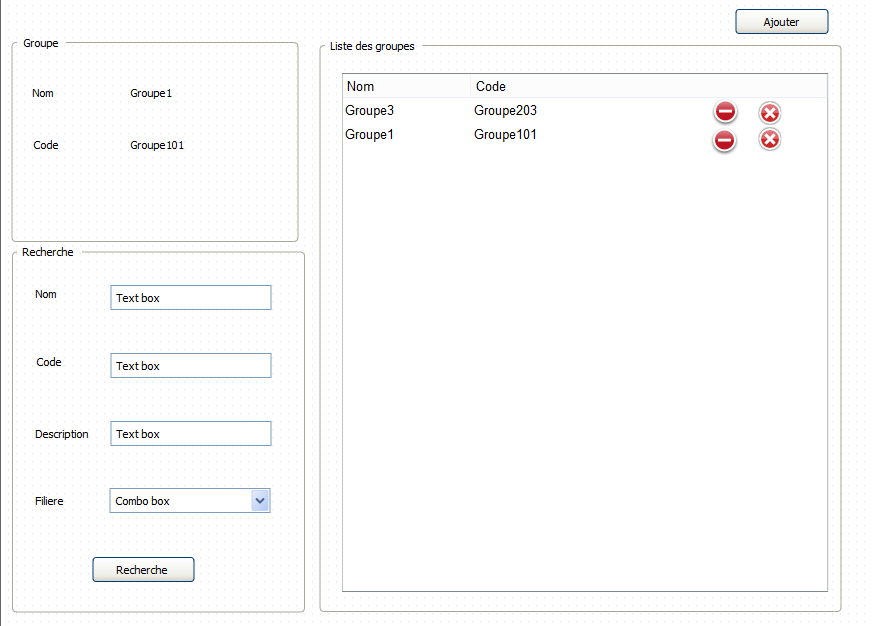 Ajouter
Groupe
Nom Groupe1
Code Groupe101
Recherche
Nom Text box
Code Text box
Description Text box
Filiere Combo box
Recherche
Liste des groupes
Nom Code
Groupe3 Groupe203
Groupe1 Groupe101